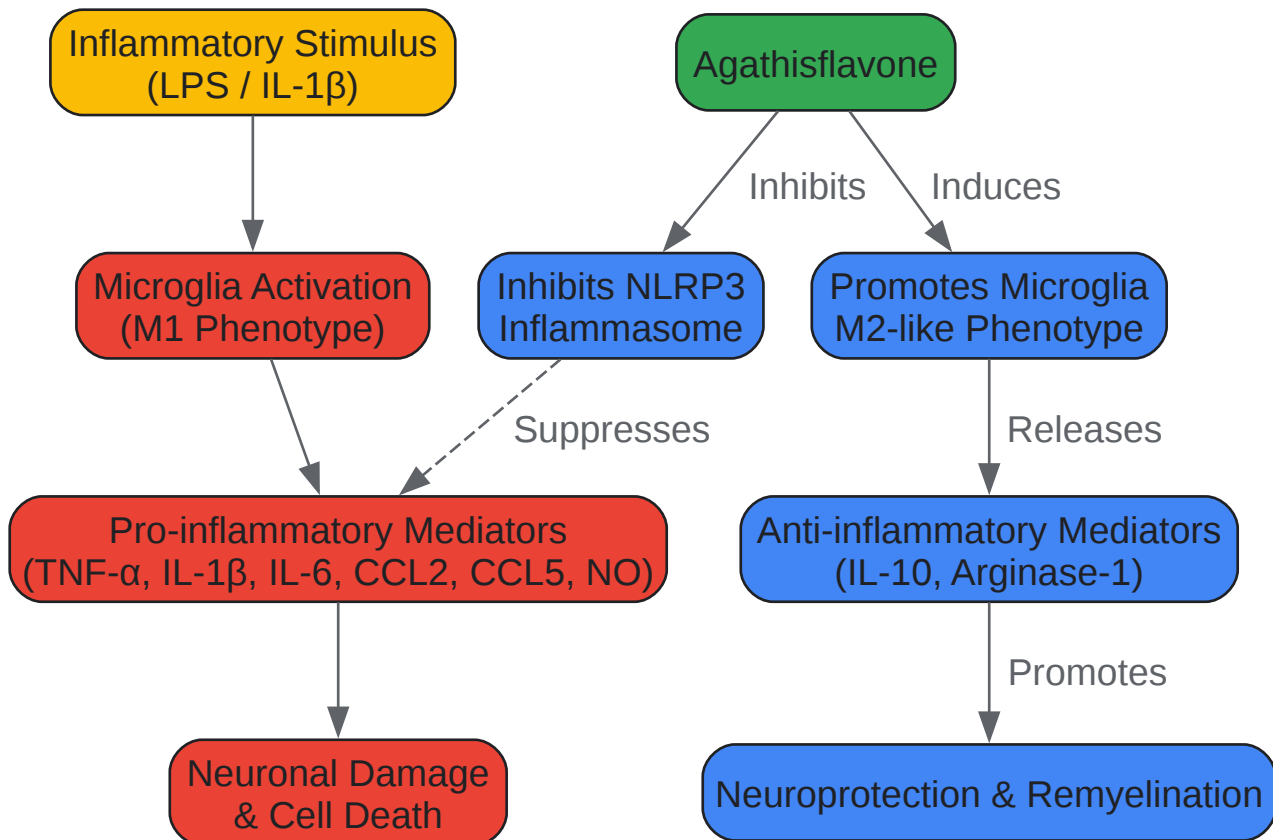 Inflammatory Stimulus
(LPS / IL-1β)
Agathisflavone
Inhibits
Induces
Microglia Activation
(M1 Phenotype)
Inhibits NLRP3
Inflammasome
Promotes Microglia
M2-like Phenotype
Suppresses
Releases
Pro-inflammatory Mediators
(TNF-α, IL-1β, IL-6, CCL2, CCL5, NO)
Anti-inflammatory Mediators
(IL-10, Arginase-1)
Promotes
Neuronal Damage
& Cell Death
Neuroprotection & Remyelination